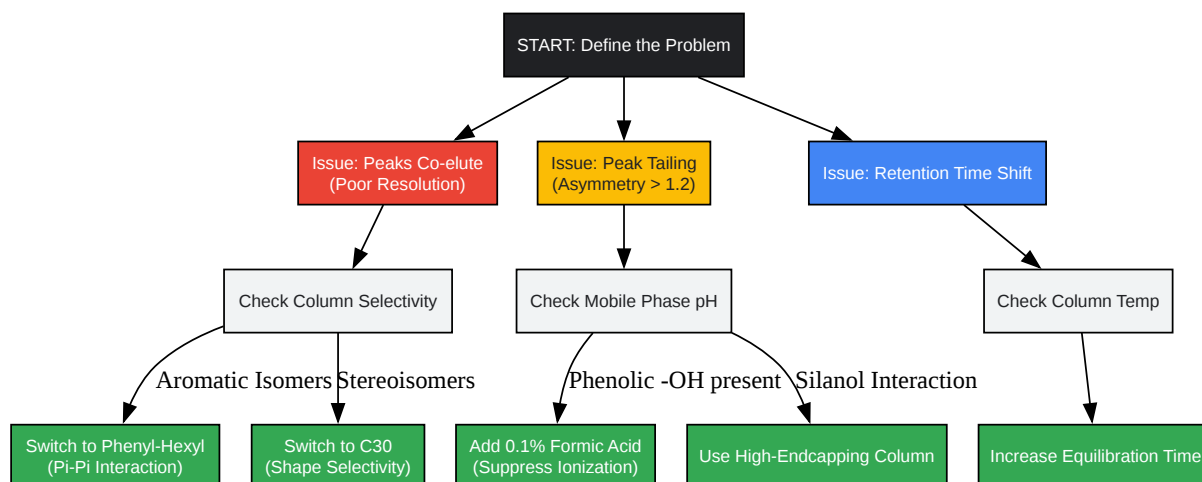 START: Define the Problem
Issue: Peaks Co-elute
(Poor Resolution)
Issue: Peak Tailing
(Asymmetry > 1.2)
Issue: Retention Time Shift
Check Column Selectivity
Check Mobile Phase pH
Check Column Temp
Aromatic Isomers
Stereoisomers
Phenolic -OH present
Silanol Interaction
Switch to Phenyl-Hexyl
(Pi-Pi Interaction)
Switch to C30
(Shape Selectivity)
Add 0.1% Formic Acid
(Suppress Ionization)
Use High-Endcapping Column
Increase Equilibration Time